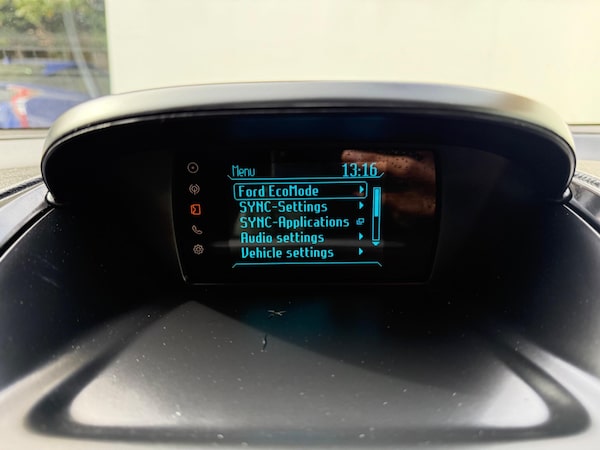 Menu 13:16
Ford EcoMode
SYNC-Settings
SYNC-Applications
Audio settings
Vehicle settings